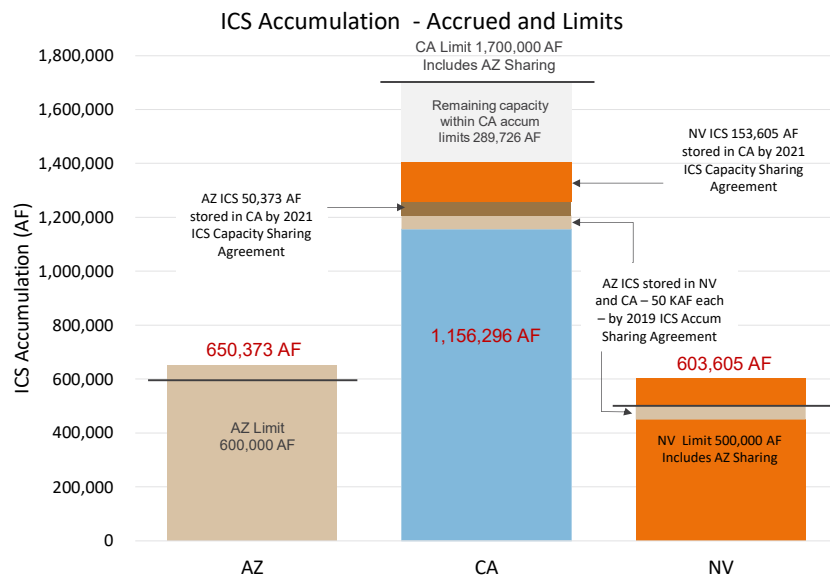 ICS Accumulation - Accrued and Limits
CA Limit 1,700,000 AF
Includes AZ Sharing
ICS Accumulation (AF)
1,800,000
1,600,000
1,400,000
1,200,000
1,000,000
800,000
600,000
400,000
200,000
0
Remaining capacity
within CA accum
limits 289,726 AF
NV ICS 153,605 AF
stored in CA by 2021
ICS Capacity Sharing
Agreement
AZ ICS 50,373 AF
stored in CA by 2021
ICS Capacity Sharing
Agreement
AZ ICS stored in NV
and CA – 50 KAF each
– by 2019 ICS Accum
Sharing Agreement
650,373 AF
1,156,296 AF
603,605 AF
AZ Limit
600,000 AF
NV Limit 500,000 AF
Includes AZ Sharing
AZ
CA
NV